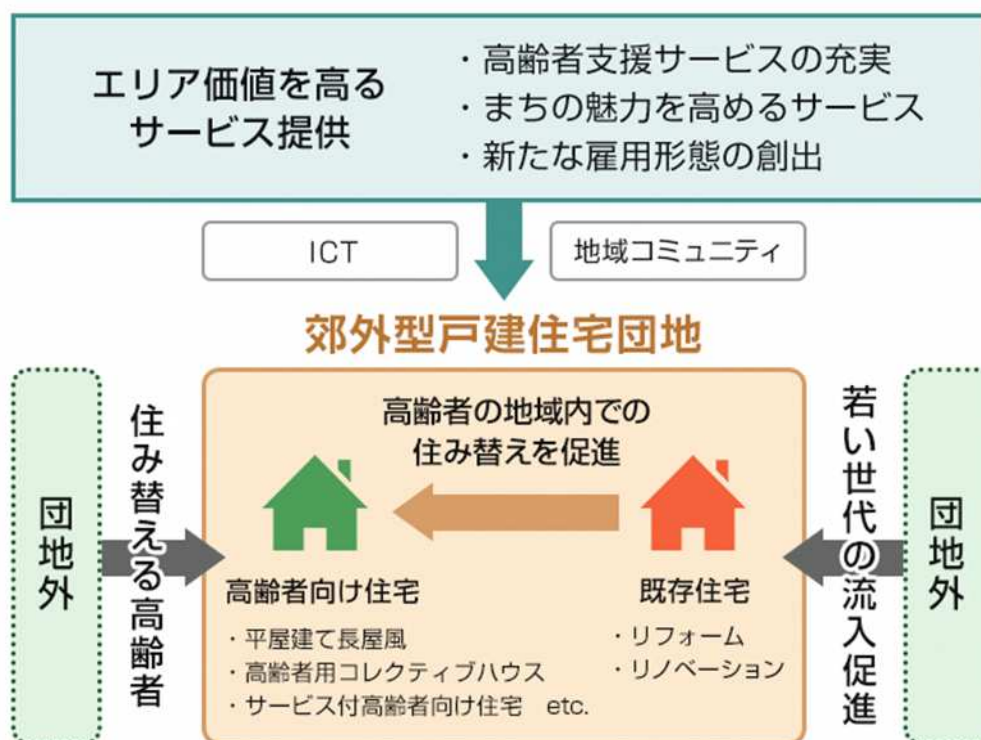 エリア価値を高る
サービス提供
・高齢者支援サービスの充実
・まちの魅力を高めるサービス
・新たな雇用形態の創出
ICT
地域コミュニティ
郊外型戸建住宅団地
団地外
住み替える高齢者
高齢者の地域内での
住み替えを促進
高齢者向け住宅
・平屋建て長屋風
・高齢者用コレクティブハウス
・サービス付高齢者向け住宅 etc.
既存住宅
・リフォーム
・リノベーション
若い世代の流入促進
団地外